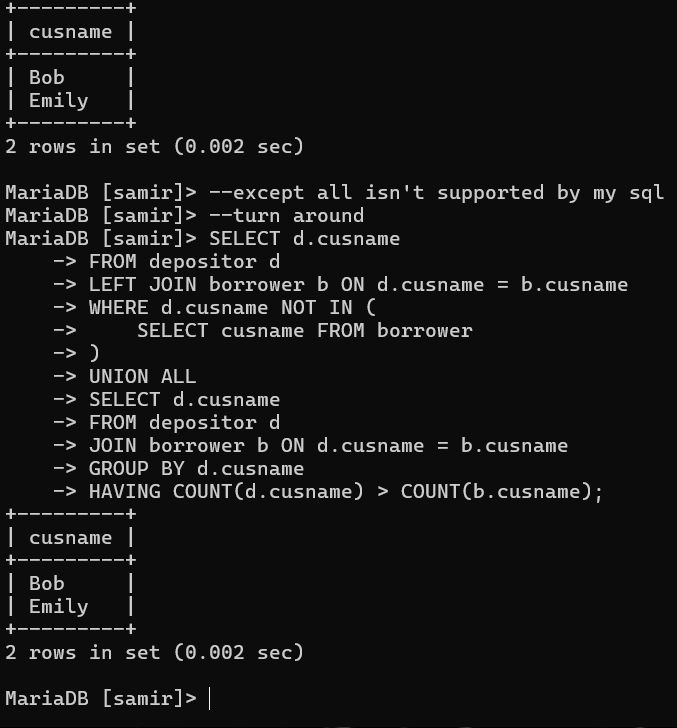 +---------+
| cusname |
+---------+
| Bob     |
| Emily   |
+---------+
2 rows in set (0.002 sec)

MariaDB [samir]> --except all isn't supported by my sql
MariaDB [samir]> --turn around
MariaDB [samir]> SELECT d.cusname
    -> FROM depositor d
    -> LEFT JOIN borrower b ON d.cusname = b.cusname
    -> WHERE d.cusname NOT IN (
    ->     SELECT cusname FROM borrower
    -> )
    -> UNION ALL
    -> SELECT d.cusname
    -> FROM depositor d
    -> JOIN borrower b ON d.cusname = b.cusname
    -> GROUP BY d.cusname
    -> HAVING COUNT(d.cusname) > COUNT(b.cusname);
+---------+
| cusname |
+---------+
| Bob     |
| Emily   |
+---------+
2 rows in set (0.002 sec)

MariaDB [samir]>